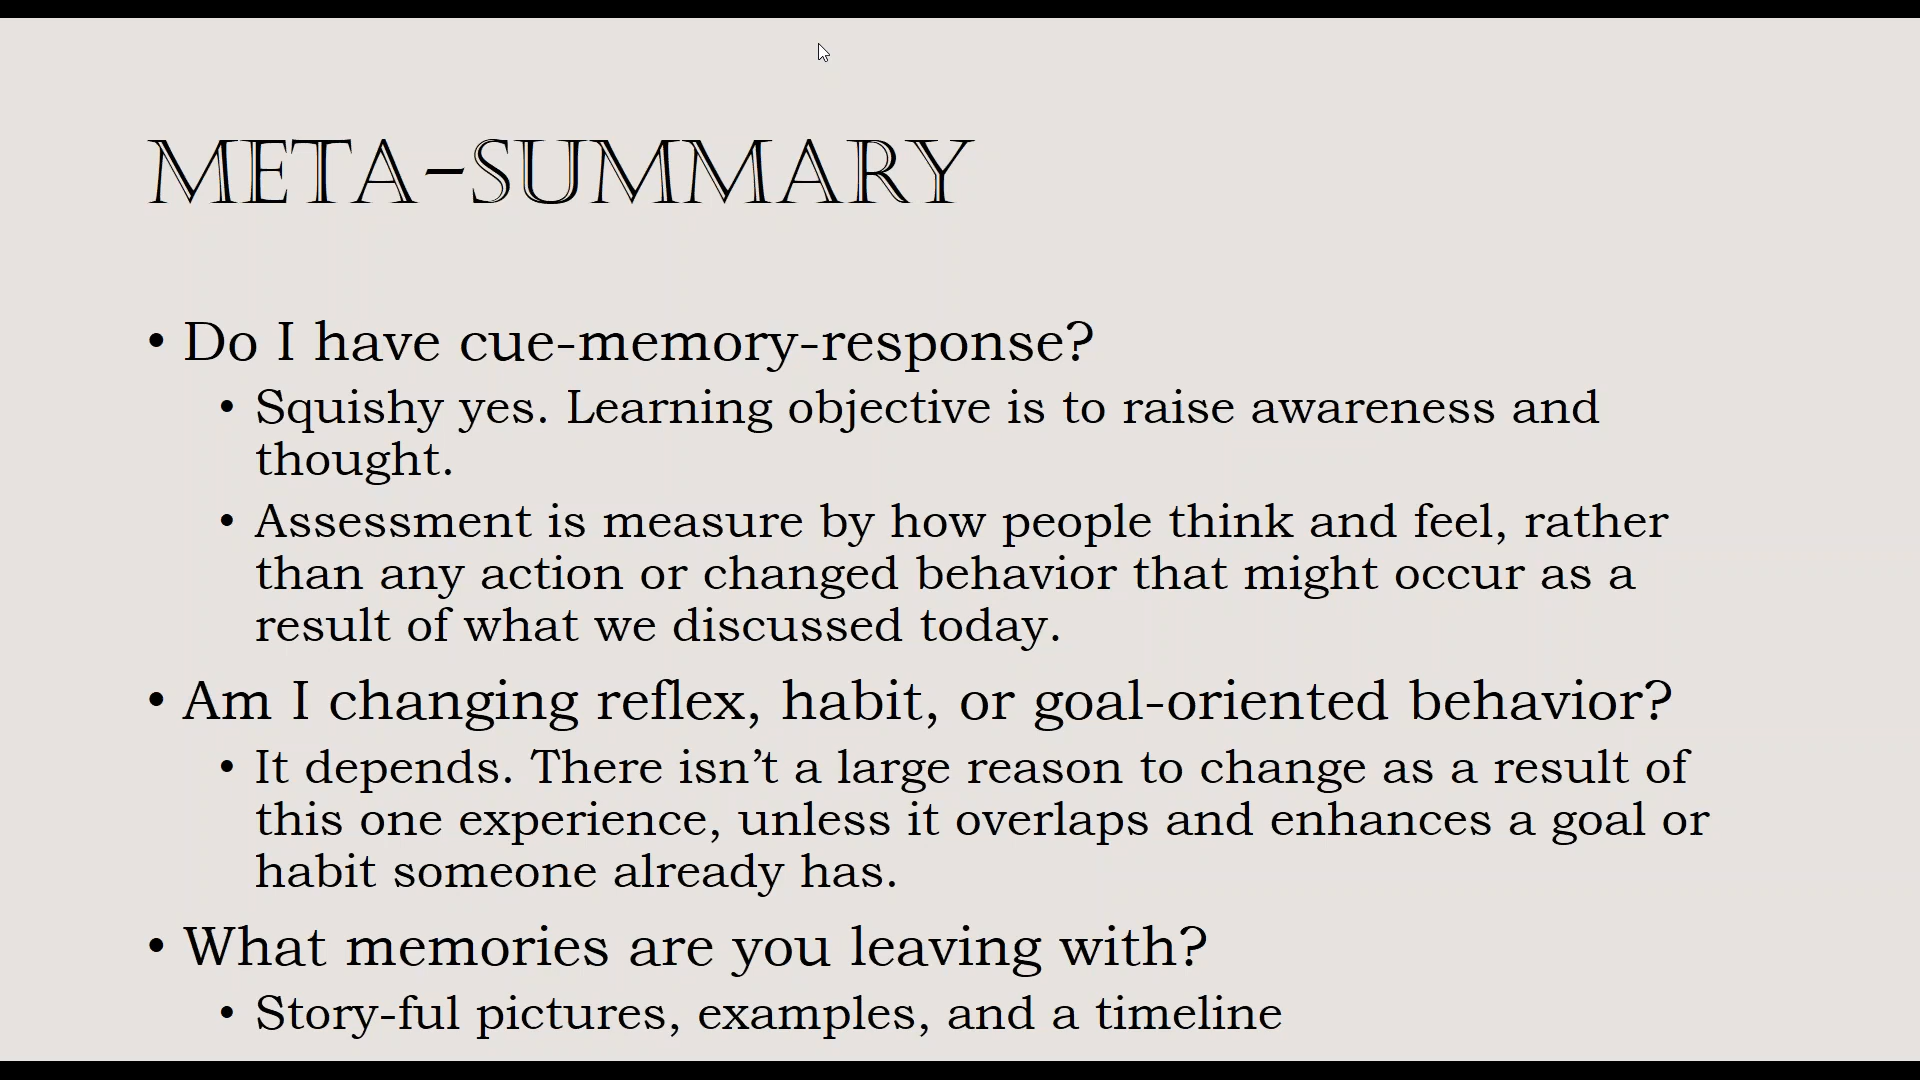 META-SUMMARY
• Do I have cue-memory-response?
• Squishy yes. Learning objective is to raise awareness and
thought.
• Assessment is measure by how people think and feel, rather
than any action or changed behavior that might occur as a
result of what we discussed today.
• Am I changing reflex, habit, or goal-oriented behavior?
• It depends. There isn’t a large reason to change as a result of
this one experience, unless it overlaps and enhances a goal or
habit someone already has.
• What memories are you leaving with?
• Story-ful pictures, examples, and a timeline